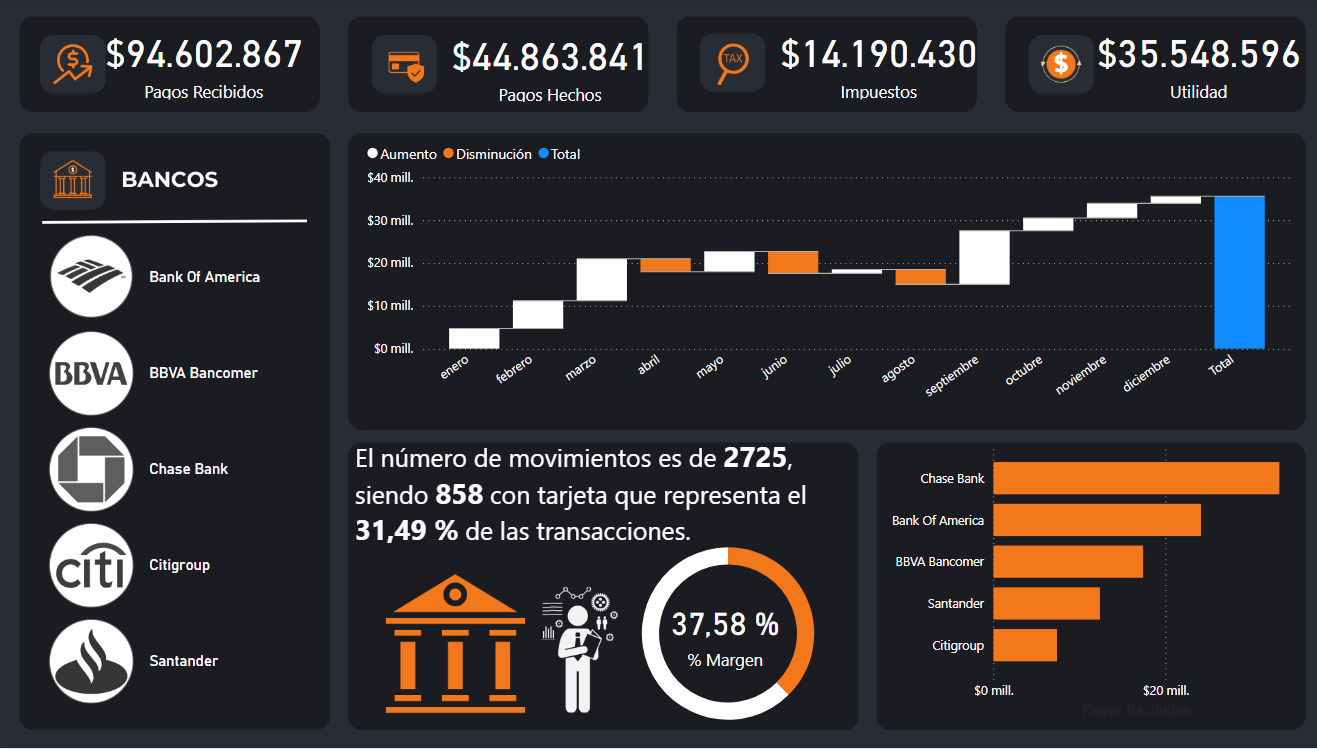 $94.602.867
Pagos Recibidos
$44.863.841
Pagos Hechos
TAX
$14.190.430
Impuestos
$35.548.596
Utilidad
BANCOS
Bank Of America
BBVA
BBVA Bancomer
Chase Bank
citi
Citigroup
Santander
Aumento Disminución Total
$40 mill.
$30 mill.
$20 mill.
$10 mill.
$0 mill.
enero febrero marzo abril mayo junio julio agosto septiembre octubre noviembre diciembre Total
El número de movimientos es de 2725,
siendo 858 con tarjeta que representa el
31,49 % de las transacciones.
37,58 %
% Margen
Chase Bank
Bank Of America
BBVA Bancomer
Santander
Citigroup
$0 mill. $20 mill.
Pagos Recibidos